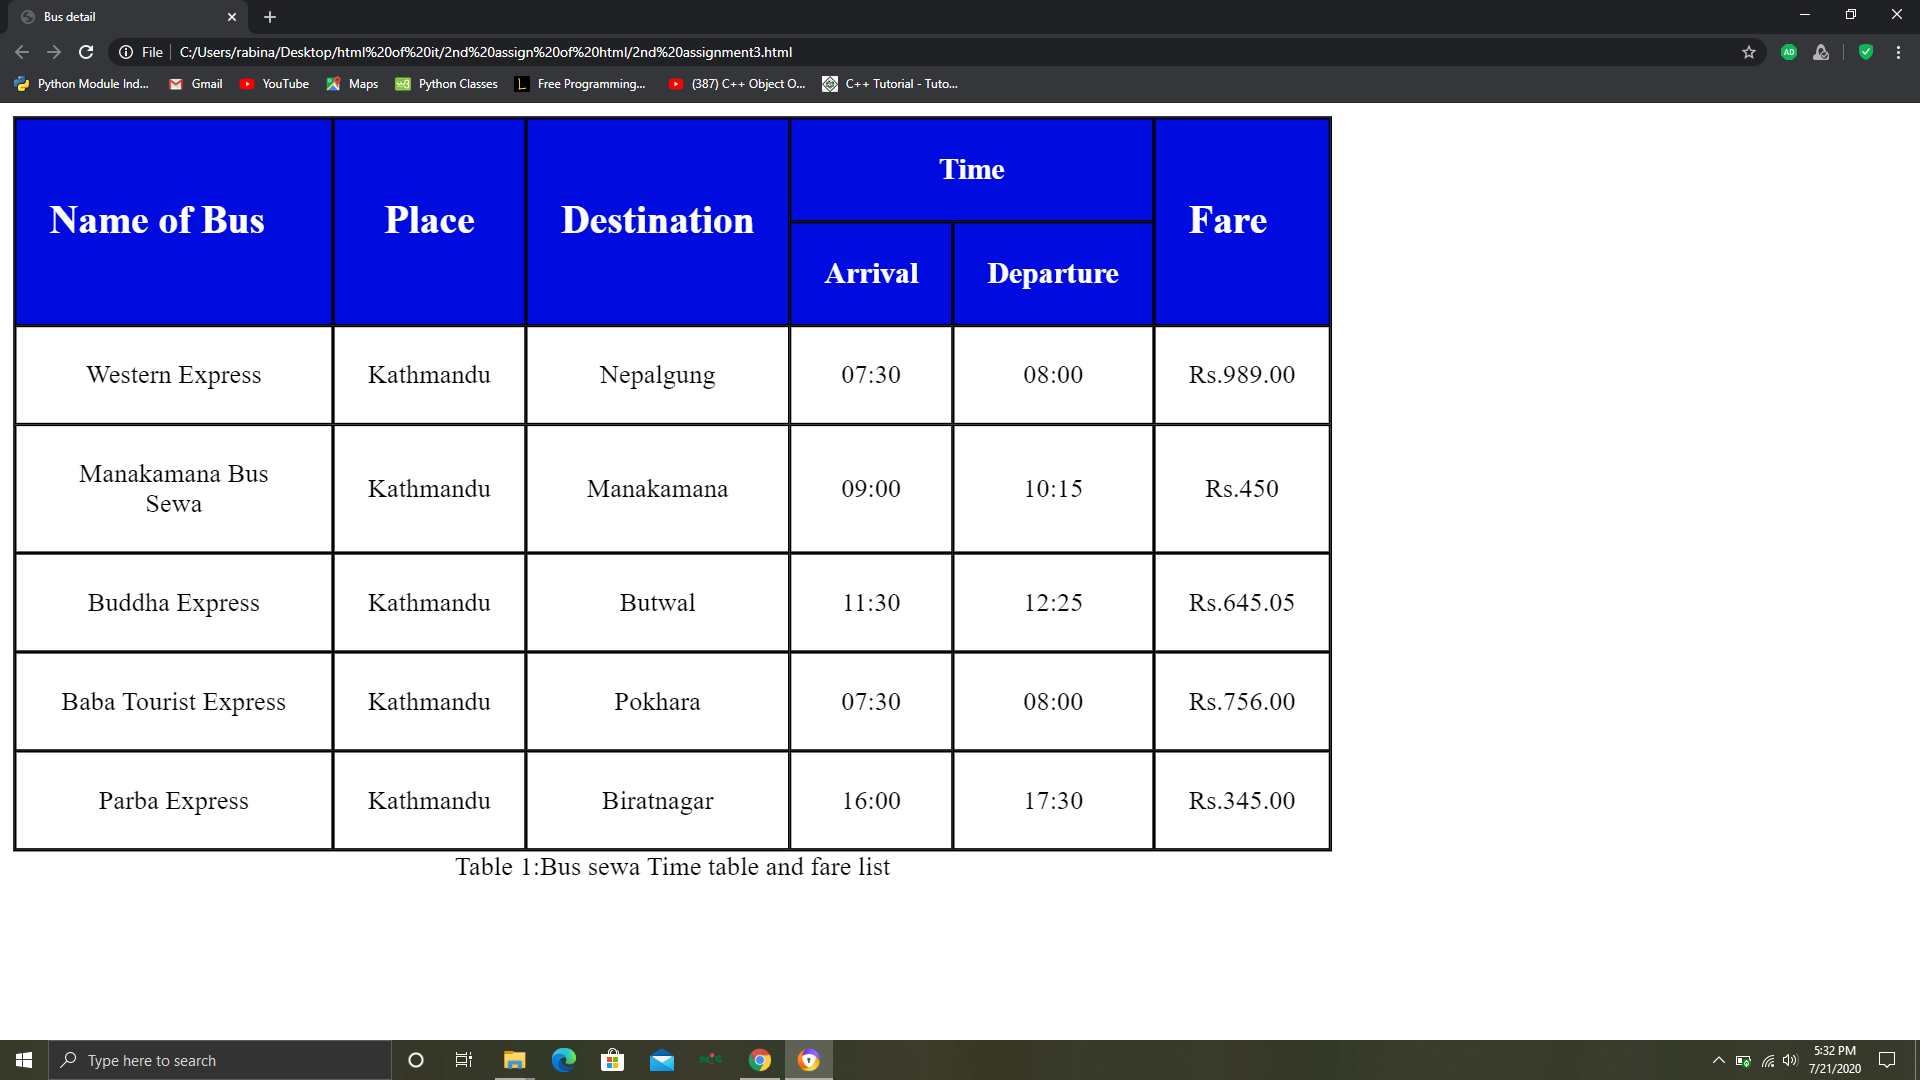 Bus detail
File C:/Users/rabina/Desktop/html%20of%20it/2nd%20assign%20of%20html/2nd%20assignment3.html
AD
Python Module Ind... Gmail YouTube Maps Python Classes Free Programming... (387) C++ Object O... C++ Tutorial - Tuto...
Name of Bus Place Destination Time Fare
Arrival Departure
Western Express Kathmandu Nepalgung 07:30 08:00 Rs.989.00
Manakamana Bus
Sewa Kathmandu Manakamana 09:00 10:15 Rs.450
Buddha Express Kathmandu Butwal 11:30 12:25 Rs.645.05
Baba Tourist Express Kathmandu Pokhara 07:30 08:00 Rs.756.00
Parba Express Kathmandu Biratnagar 16:00 17:30 Rs.345.00
Table 1:Bus sewa Time table and fare list
Type here to search
5:32 PM
7/21/2020